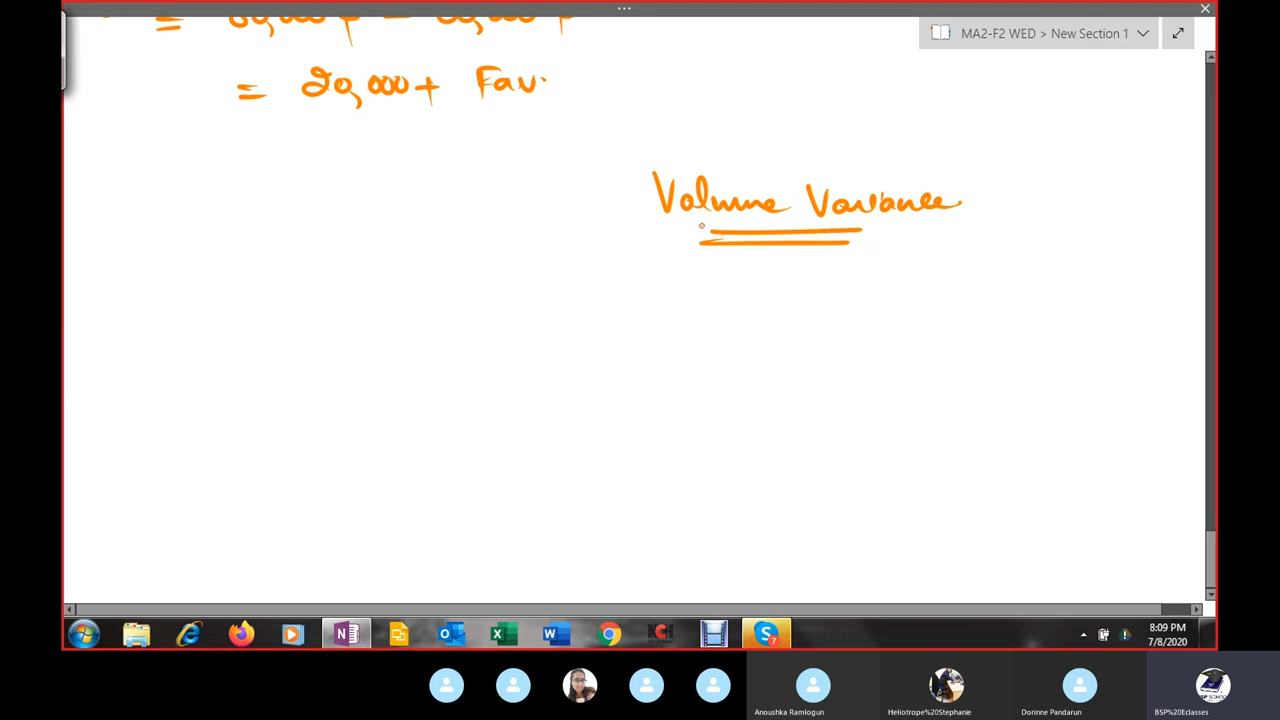 MA2-F2 WED > New Section 1
= 20,000+ Fav.
Volume Variance
8:09 PM
7/8/2020
Anoushka Ramlogun
Heliotrope%20Stephanie
Dorinne Pandarun
BSP%20Eclasses